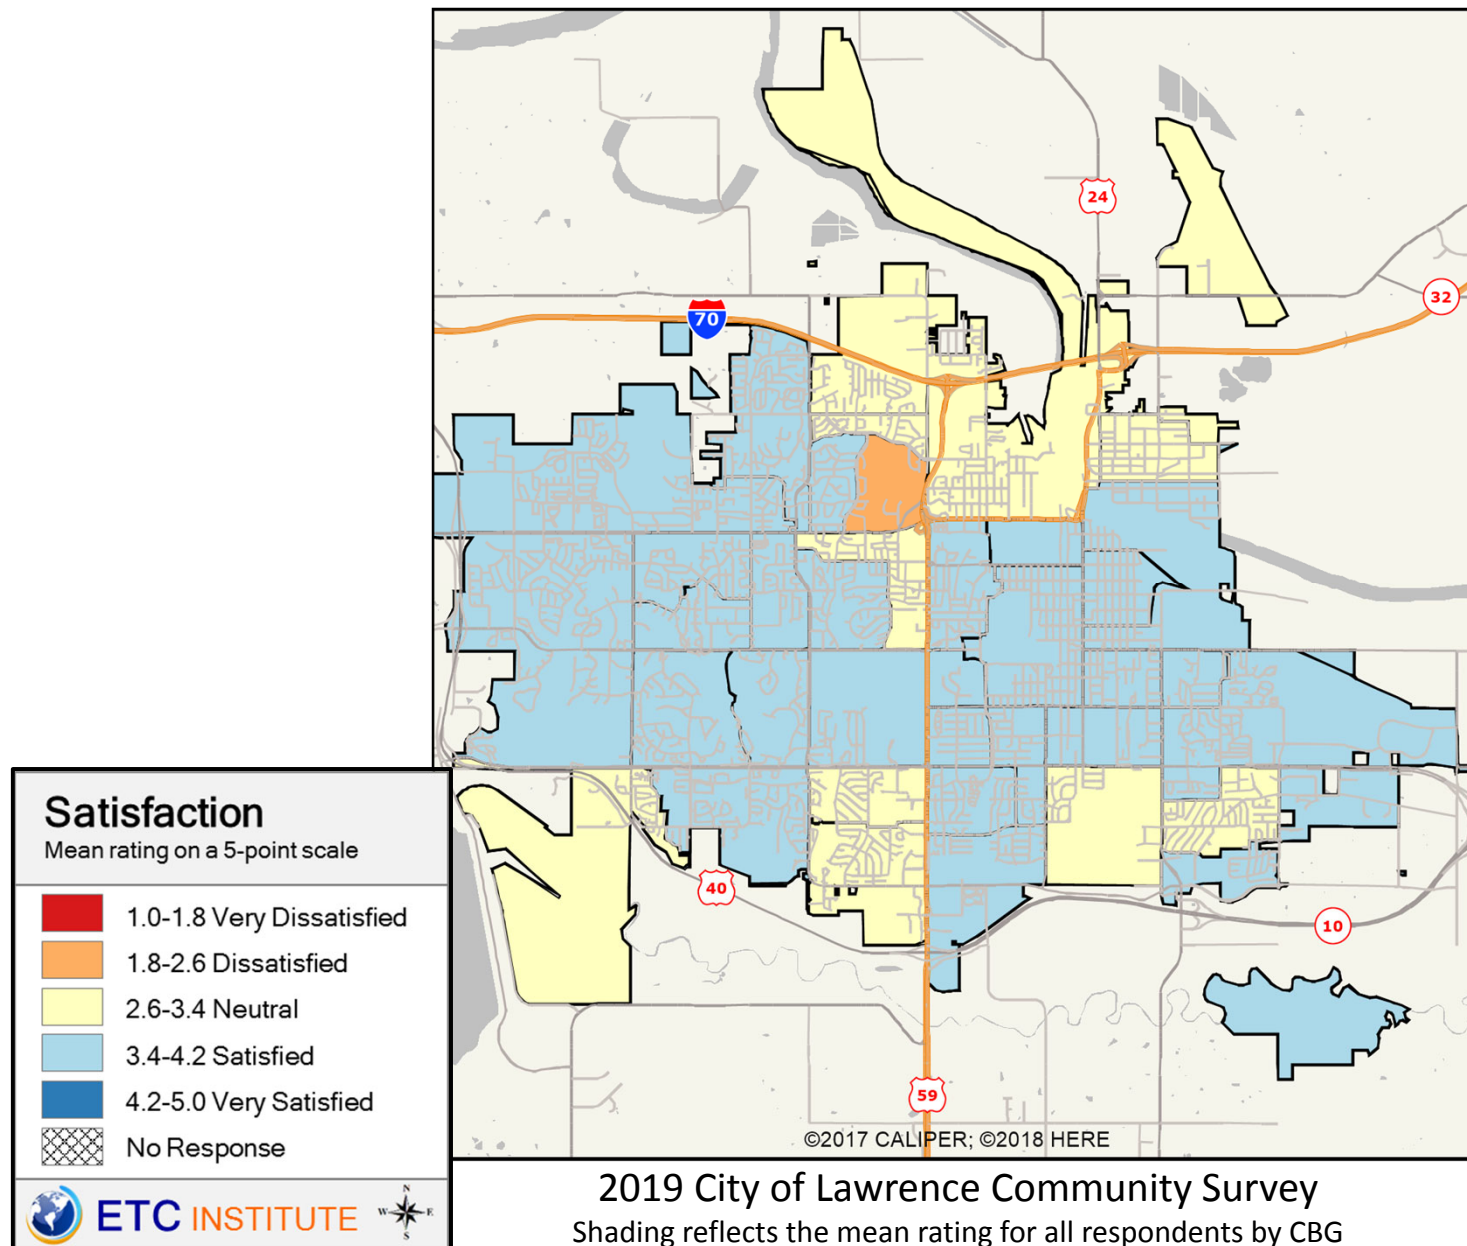 24
32
70
40
10
59
©2017 CALIPER; ©2018 HERE
Satisfaction
Mean rating on a 5-point scale
1.0-1.8 Very Dissatisfied
1.8-2.6 Dissatisfied
2.6-3.4 Neutral
3.4-4.2 Satisfied
4.2-5.0 Very Satisfied
No Response
ETC INSTITUTE
N
W E
S
2019 City of Lawrence Community Survey
Shading reflects the mean rating for all respondents by CBG